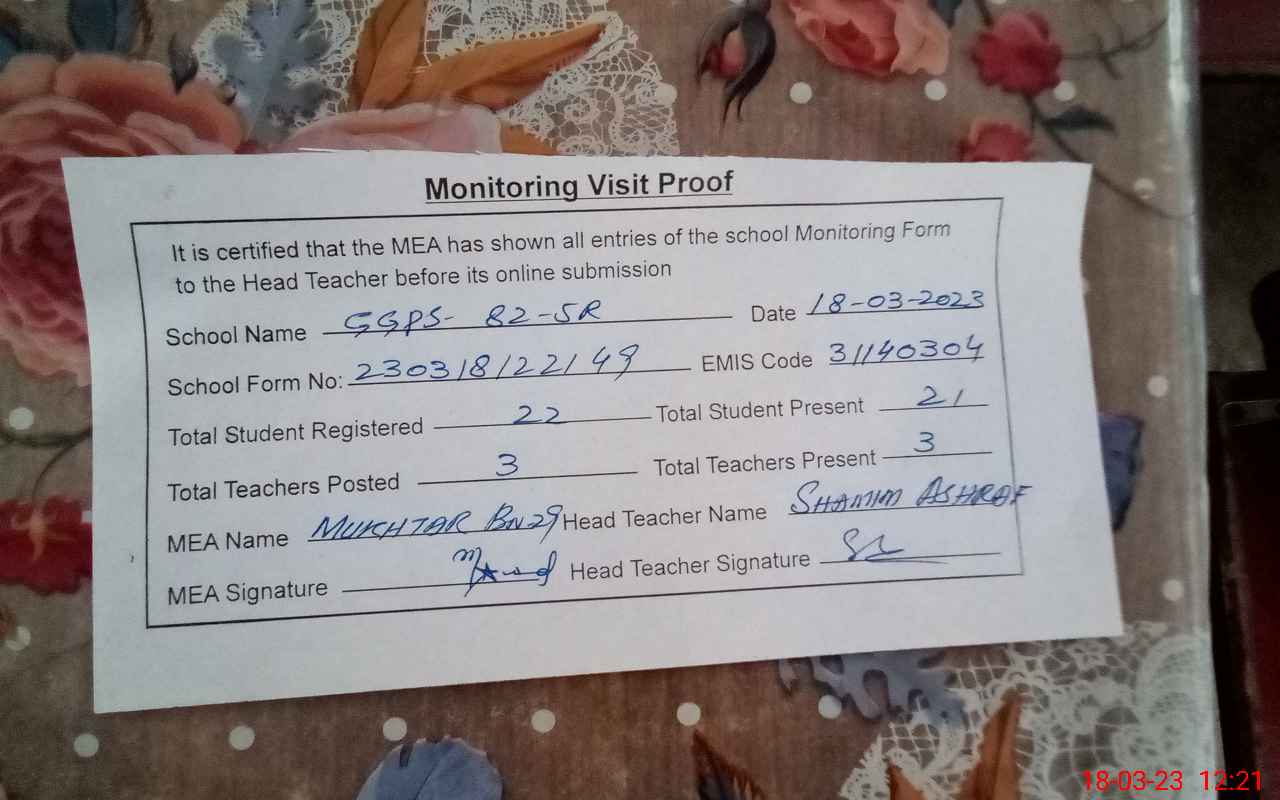 Monitoring Visit Proof
It is certified that the MEA has shown all entries of the school Monitoring Form
to the Head Teacher before its online submission
School Name GGPS- 82-5R Date 18-03-2023
School Form No: 230318122149 EMIS Code 31140304
Total Student Registered 22 Total Student Present 21
Total Teachers Posted 3 Total Teachers Present 3
MEA Name MUKHTAR BN29 Head Teacher Name SHAMIM ASHRAF
MEA Signature Head Teacher Signature
18-03-23 12:21